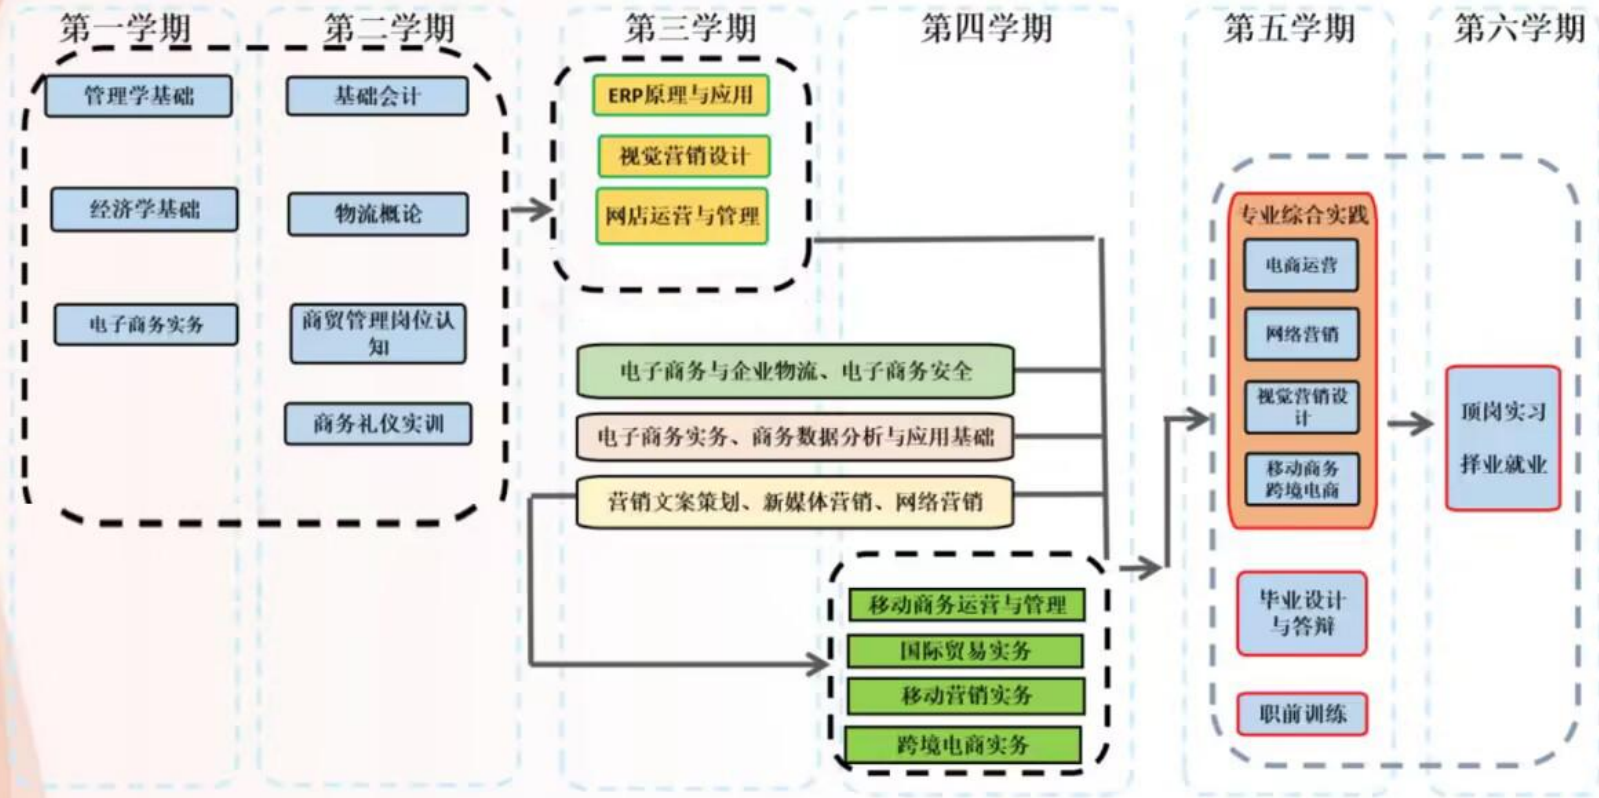 第一学期
第二学期
第三学期
第四学期
第五学期
第六学期
管理学基础
经济学基础
电子商务实务
基础会计
物流概论
商贸管理岗位认
知
商务礼仪实训
ERP原理与应用
视觉营销设计
网店运营与管理
电子商务与企业物流、电子商务安全
电子商务实务、商务数据分析与应用基础
营销文案策划、新媒体营销、网络营销
移动商务运营与管理
国际贸易实务
移动营销实务
跨境电商实务
专业综合实践
电商运营
网络营销
视觉营销设
计
移动商务
跨境电商
毕业设计
与答辩
职前训练
顶岗实习
择业就业